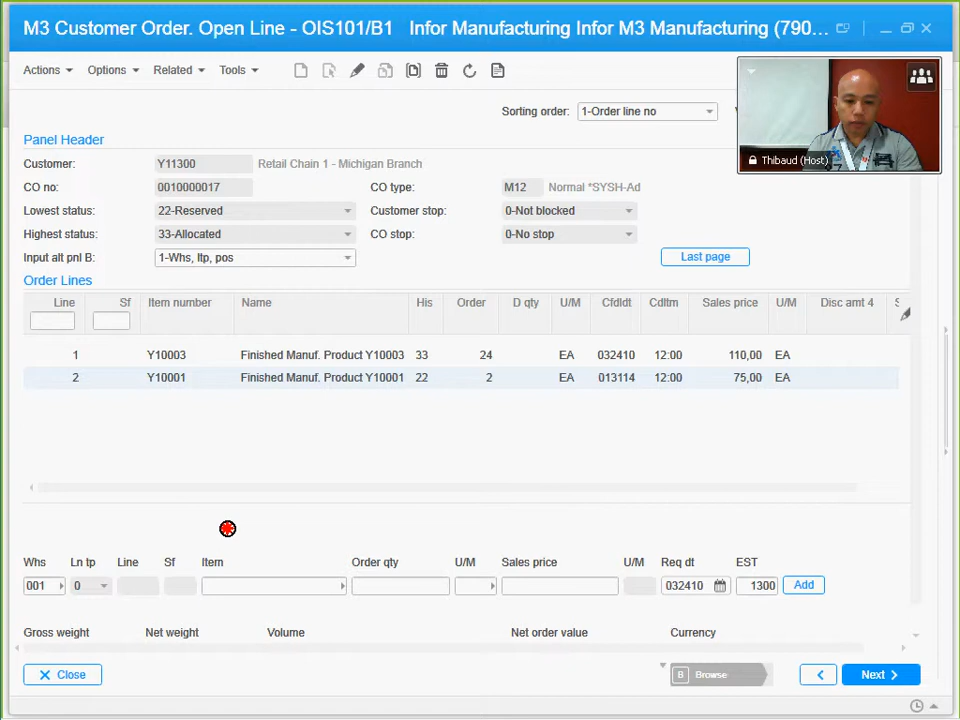 M3 Customer Order. Open Line - OIS101/B1 Infor Manufacturing Infor M3 Manufacturing (790...
Actions Options Related Tools
Sorting order: 1-Order line no
Thibaud (Host)
Panel Header
Customer: Y11300 Retail Chain 1 - Michigan Branch
CO no: 0010000017 CO type: M12 Normal *SYSH-Ad
Lowest status: 22-Reserved Customer stop: 0-Not blocked
Highest status: 33-Allocated CO stop: 0-No stop
Input alt pnl B: 1-Whs, ltp, pos Last page
Order Lines
Line Sf Item number Name His Order D qty U/M Cfdldt Cdltm Sales price U/M Disc amt 4
1 Y10003 Finished Manuf. Product Y10003 33 24 EA 032410 12:00 110,00 EA
2 Y10001 Finished Manuf. Product Y10001 22 2 EA 013114 12:00 75,00 EA
Whs Ln tp Line Sf Item Order qty U/M Sales price U/M Req dt EST
001 0 032410 1300 Add
Gross weight Net weight Volume Net order value Currency
Close B Browse Next